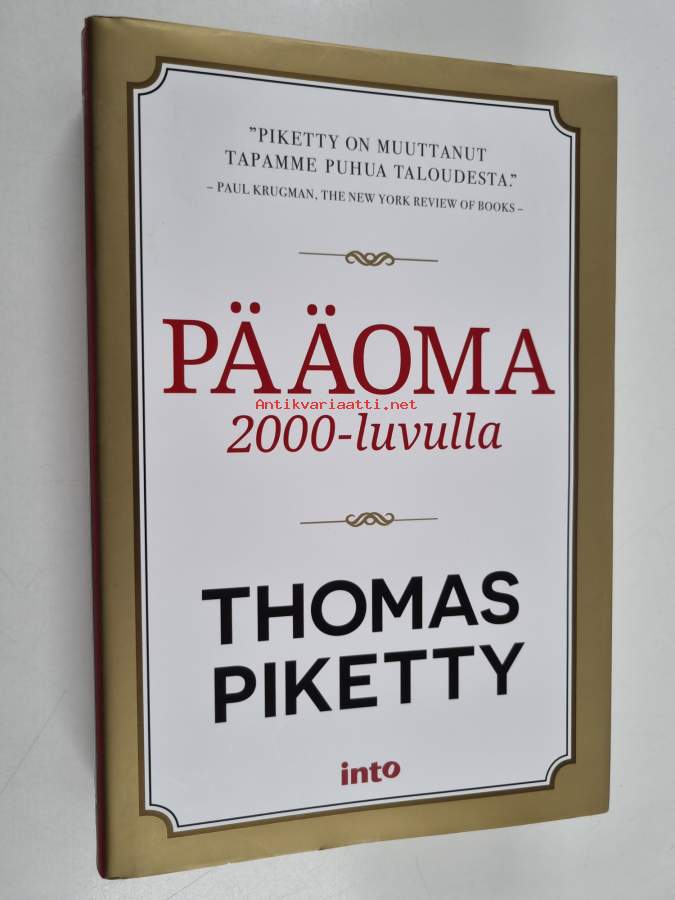 ”PIKETTY ON MUUTTANUT
TAPAMME PUHUA TALOUDESTA.”
– PAUL KRUGMAN, THE NEW YORK REVIEW OF BOOKS –
PÄÄOMA
Antikvariaatti.net
2000-luvulla
THOMAS
PIKETTY
into